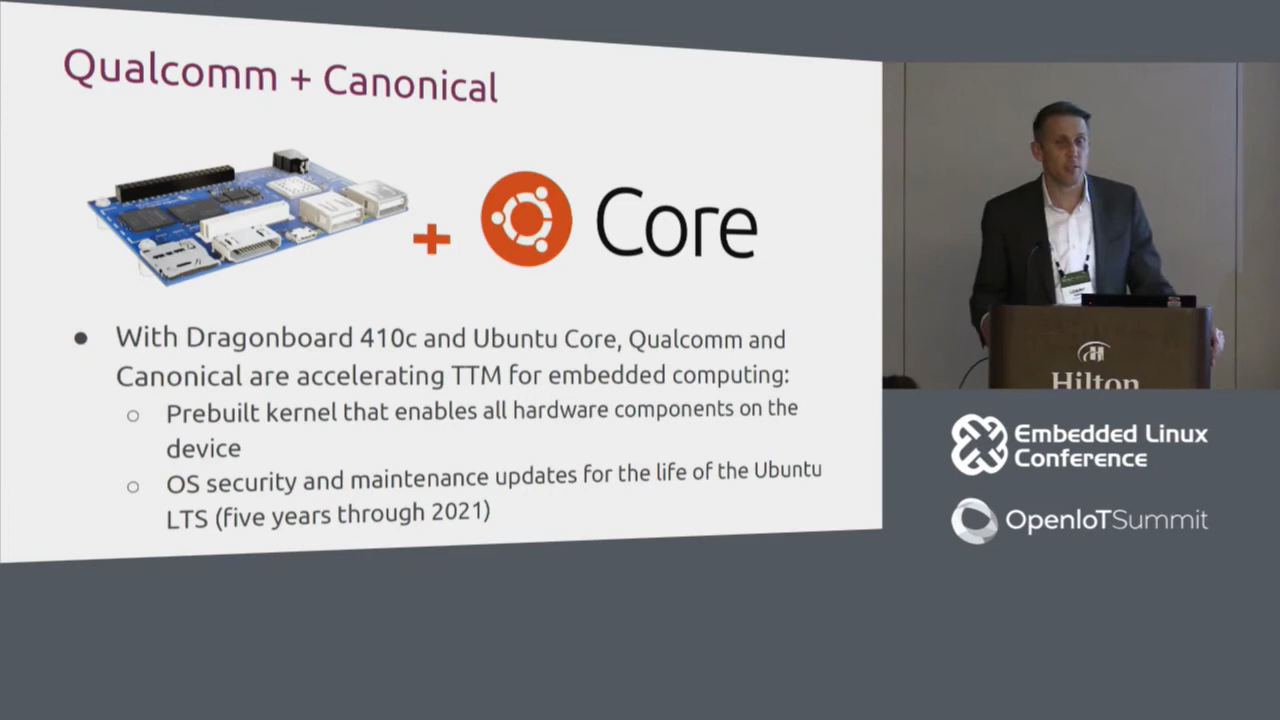 Qualcomm + Canonical
+ Core
● With Dragonboard 410c and Ubuntu Core, Qualcomm and
Canonical are accelerating TTM for embedded computing:
○ Prebuilt kernel that enables all hardware components on the
device
○ OS security and maintenance updates for the life of the Ubuntu
LTS (five years through 2021)
Hilton
Embedded Linux
Conference
OpenIoTSummit